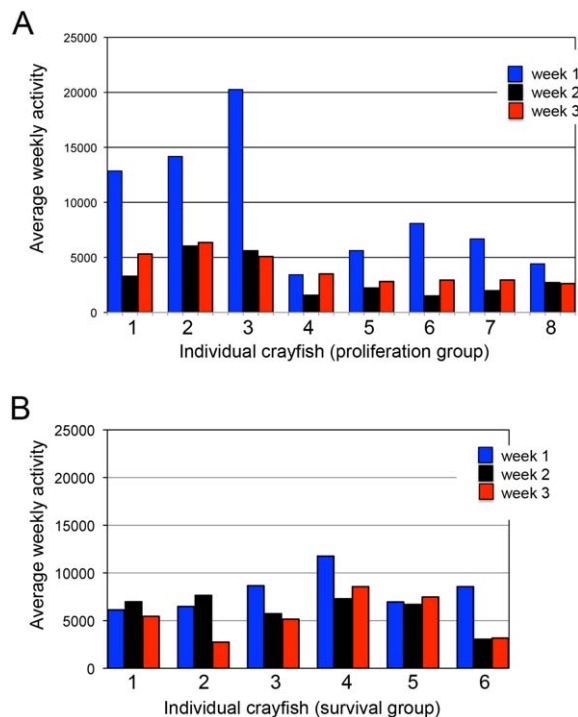 A
25000
20000
15000
10000
5000
0
Average weekly activity
week 1
week 2
week 3
1 2 3 4 5 6 7 8
Individual crayfish (proliferation group)
B
25000
20000
15000
10000
5000
0
Average weekly activity
week 1
week 2
week 3
1 2 3 4 5 6
Individual crayfish (survival group)